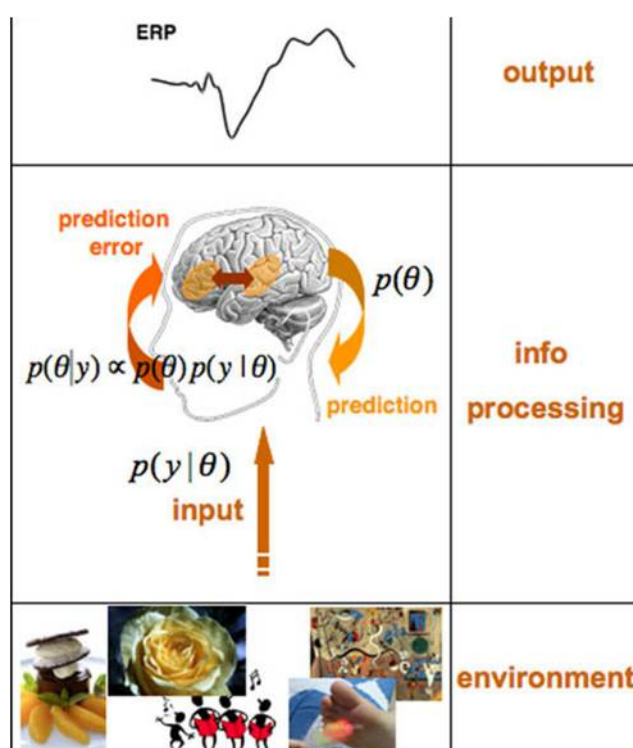 ERP
output
prediction
error
p(θ)
p(θ|y) ∝ p(θ) p(y | θ)
info
processing
prediction
p(y | θ)
input
environment